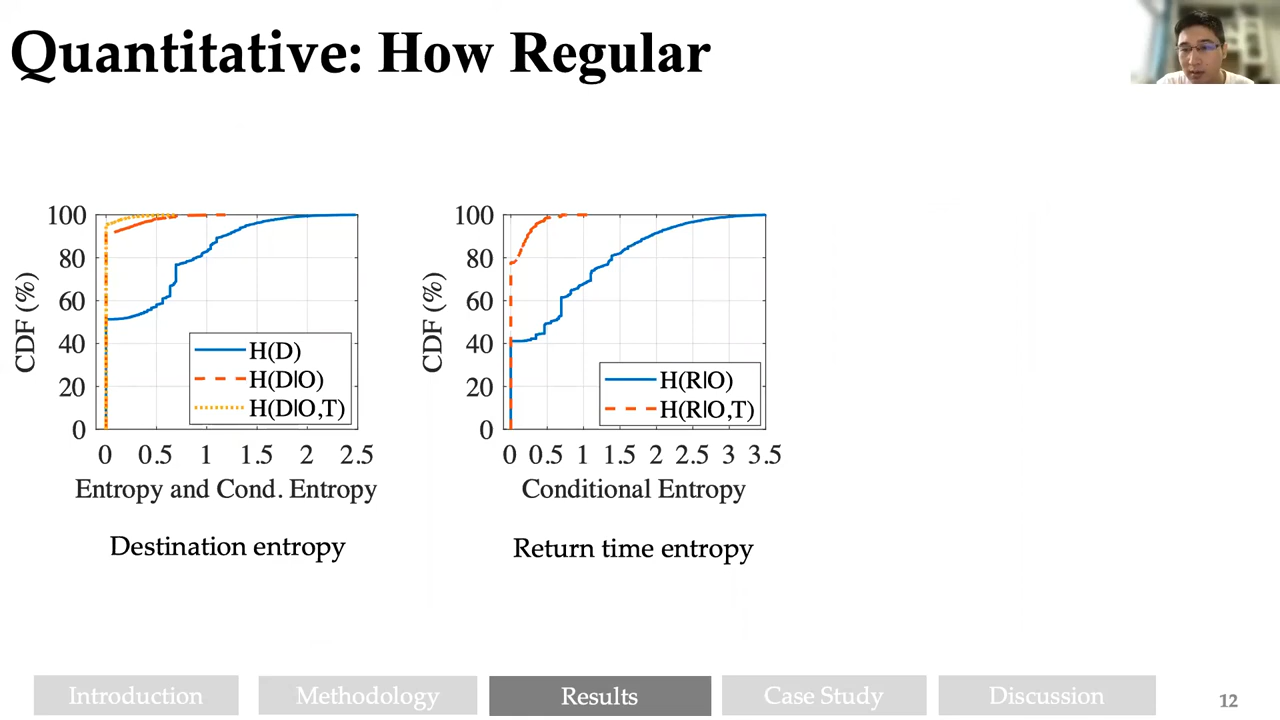 Quantitative: How Regular
100
80
60
40
20
0
CDF (%)
H(D)
H(D|O)
H(D|O,T)
0 0.5 1 1.5 2 2.5
Entropy and Cond. Entropy
Destination entropy
100
80
60
40
20
0
CDF (%)
H(R|O)
H(R|O,T)
0 0.5 1 1.5 2 2.5 3 3.5
Conditional Entropy
Return time entropy
Introduction Methodology Results Case Study Discussion
12